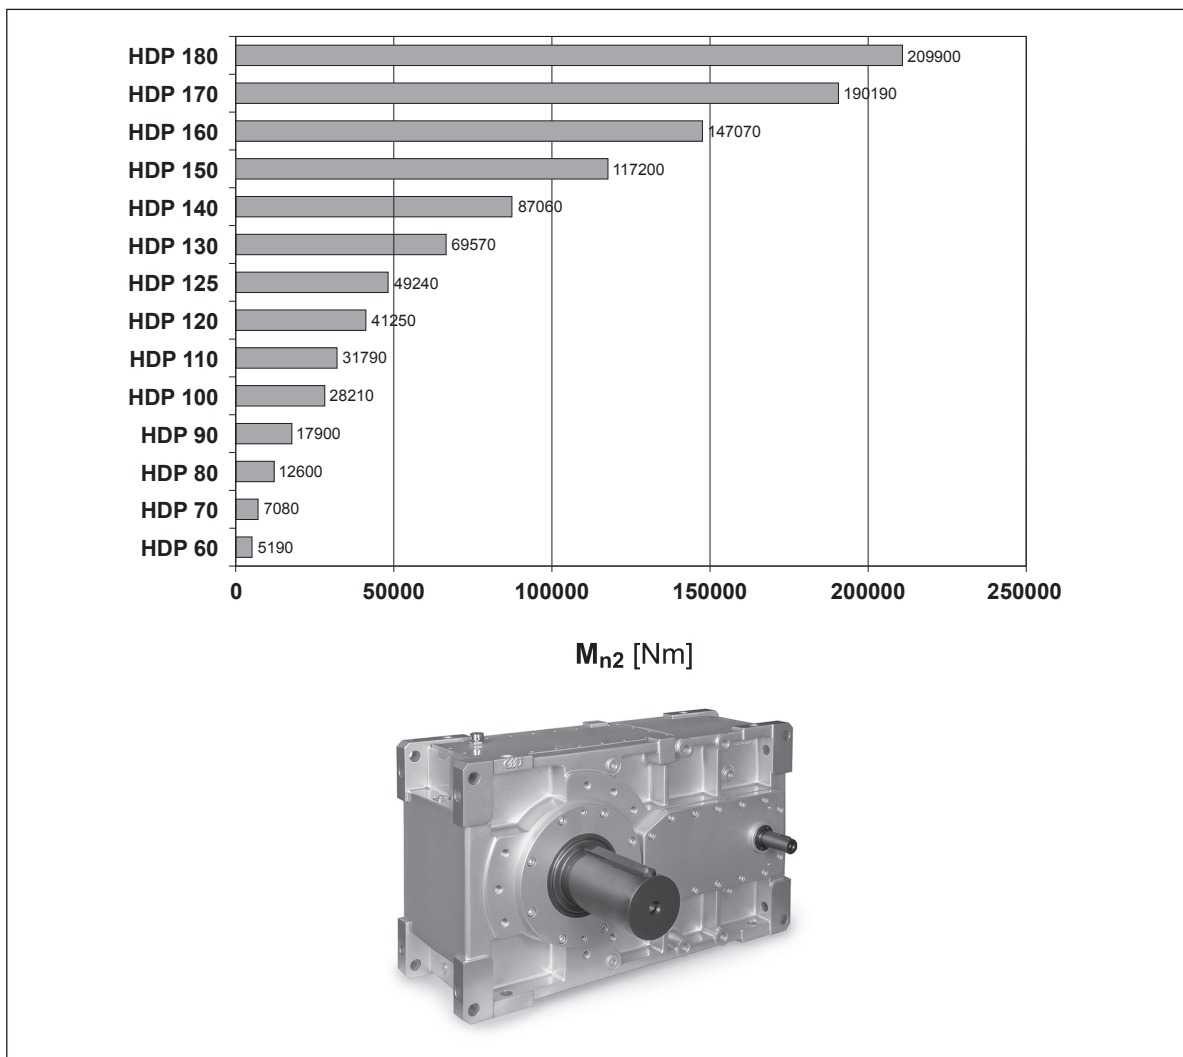 HDP 180 209900
HDP 170 190190
HDP 160 147070
HDP 150 117200
HDP 140 87060
HDP 130 69570
HDP 125 49240
HDP 120 41250
HDP 110 31790
HDP 100 28210
HDP 90 17900
HDP 80 12600
HDP 70 7080
HDP 60 5190
0 50000 100000 150000 200000 250000
Mn2 [Nm]